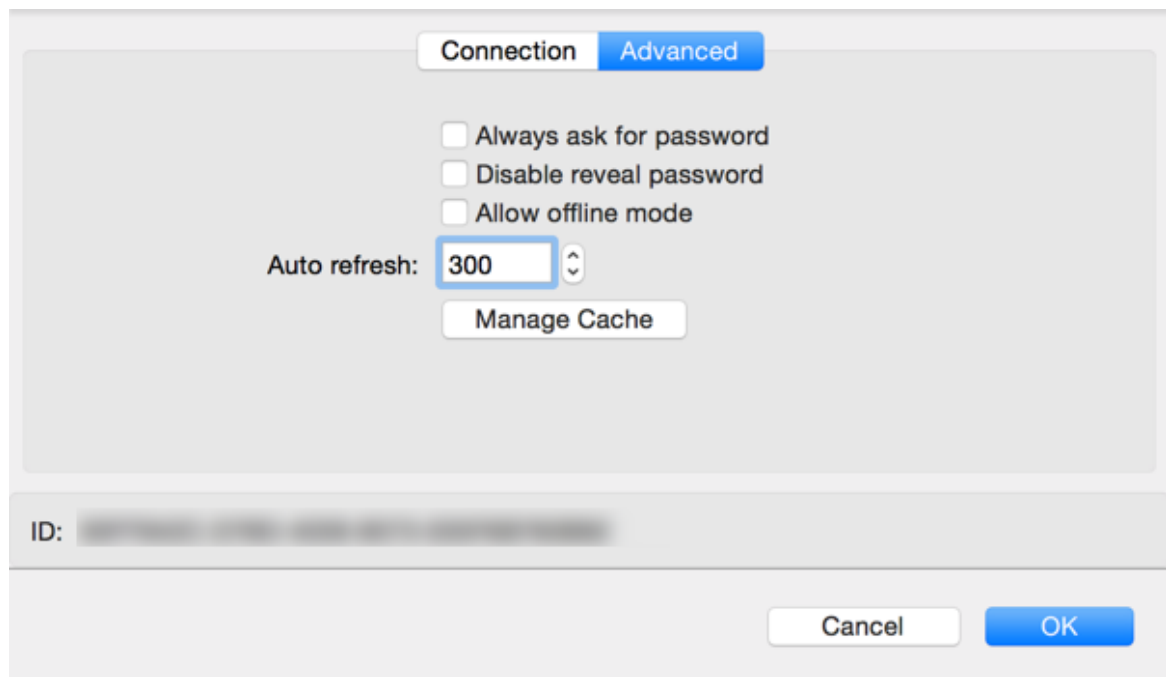 Connection Advanced
Always ask for password
Disable reveal password
Allow offline mode
Auto refresh: 300
Manage Cache
ID:
Cancel OK